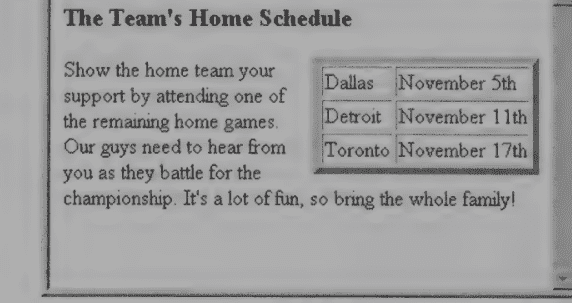 The Team's Home Schedule
Show the home team your
support by attending one of
the remaining home games.
Our guys need to hear from
you as they battle for the
championship. It's a lot of fun, so bring the whole family!
Dallas November 5th
Detroit November 11th
Toronto November 17th